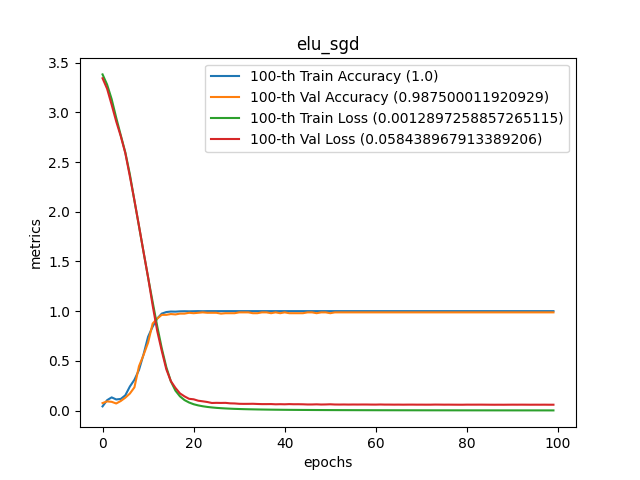 elu_sgd
3.5
3.0
2.5
2.0
1.5
1.0
0.5
0.0
metrics
100-th Train Accuracy (1.0)
100-th Val Accuracy (0.987500011920929)
100-th Train Loss (0.0012897258857265115)
100-th Val Loss (0.058438967913389206)
0 20 40 60 80 100
epochs